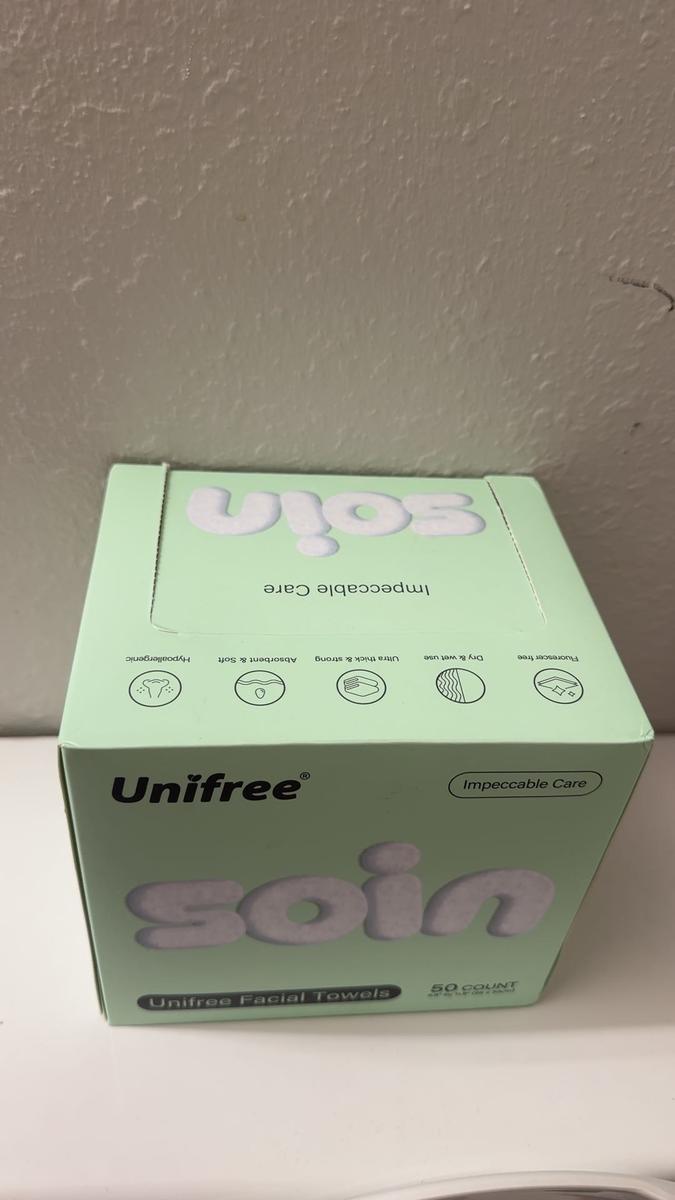 soin
Impeccable Care
Fluorescer free
Dry & wet use
Ultra thick & strong
Absorbent & Soft
Hypoallergenic
Unifree®
Impeccable Care
soin
Unifree Facial Towels
50 COUNT